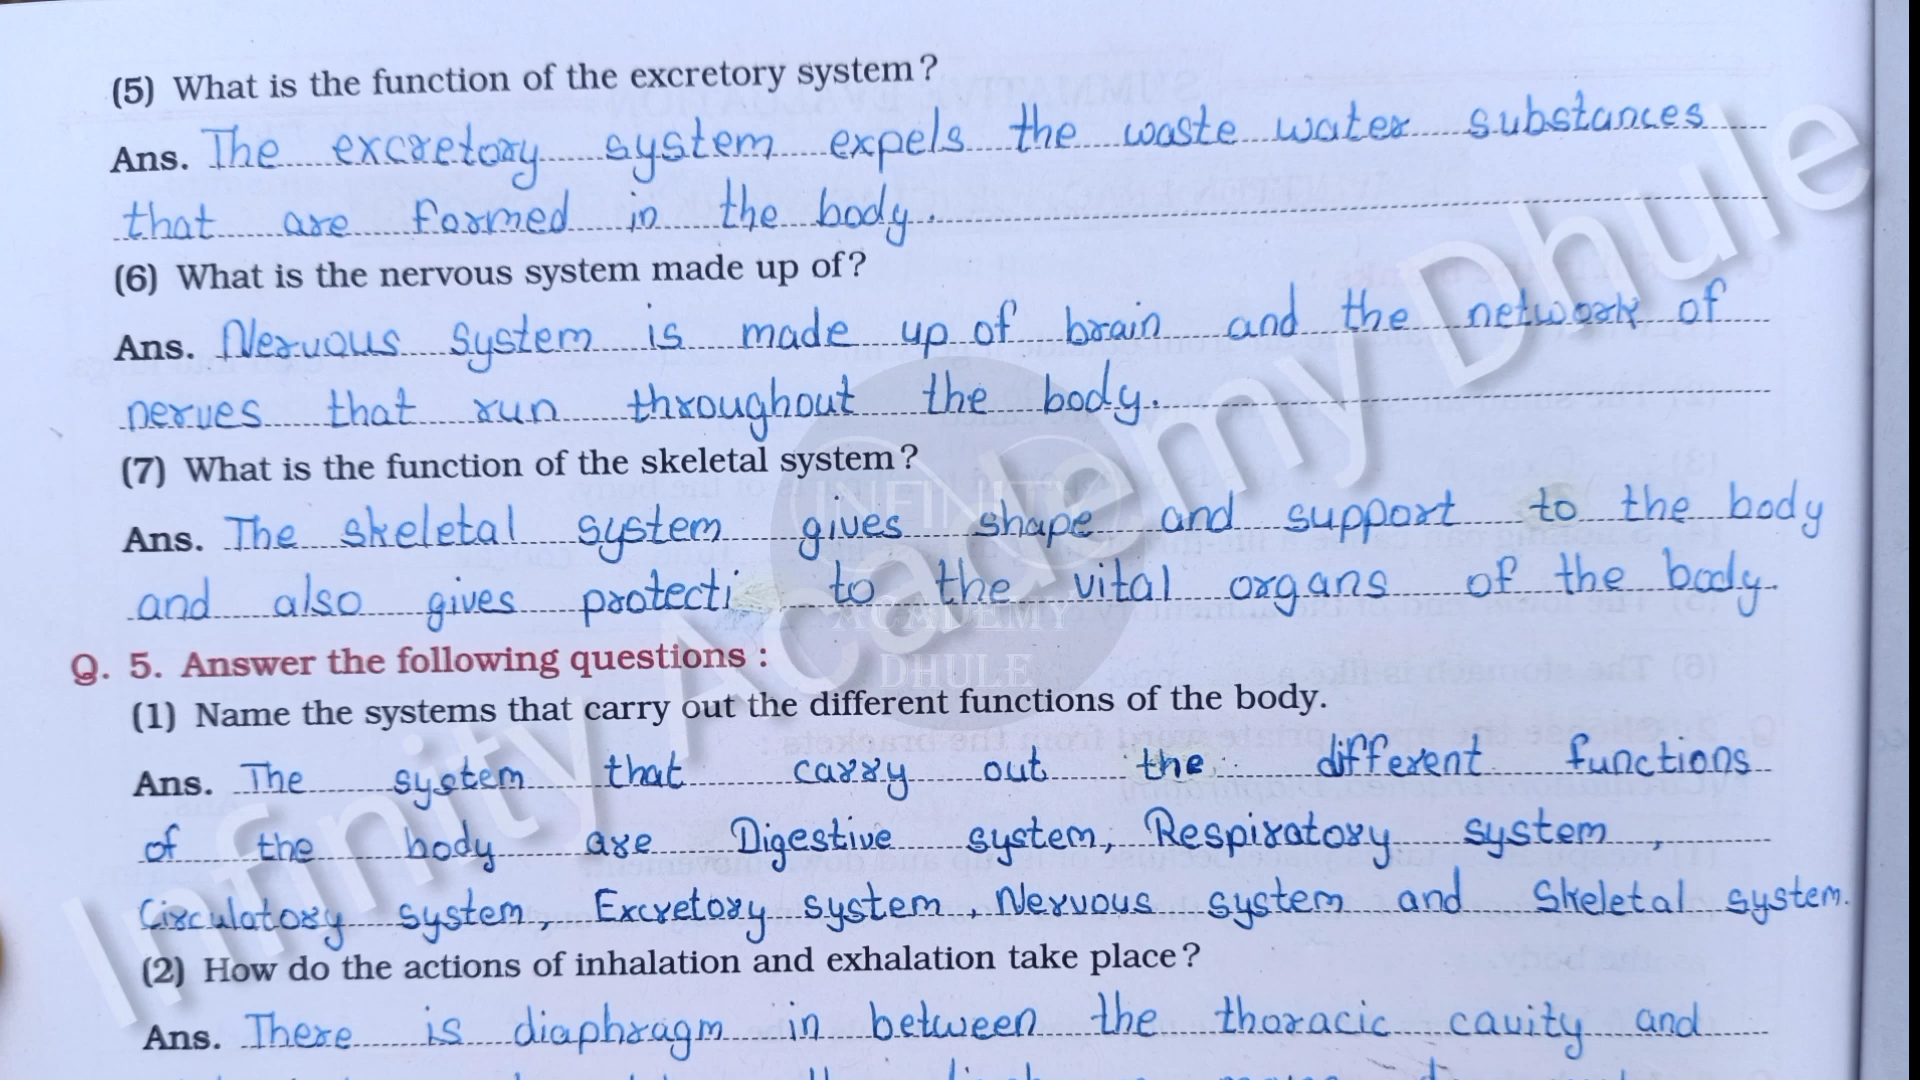 (5) What is the function of the excretory system?
Ans. The excretory system expels the waste water substances
that are formed in the body.
(6) What is the nervous system made up of?
Ans. Nervous system is made up of brain and the network of
nerves that run throughout the body.
(7) What is the function of the skeletal system?
Ans. The skeletal system gives shape and support to the body
and also gives protecti to the vital organs of the body.
Q. 5. Answer the following questions :
(1) Name the systems that carry out the different functions of the body.
Ans. The system that carry out the different functions
of the body are Digestive system, Respiratory system ,
Circulatory system, Excretory system, Nervous system and Skeletal system.
(2) How do the actions of inhalation and exhalation take place?
Ans. There is diaphragm in between the thoracic cavity and
Infinity Academy Dhule
INFINITY
ACADEMY
DHULE